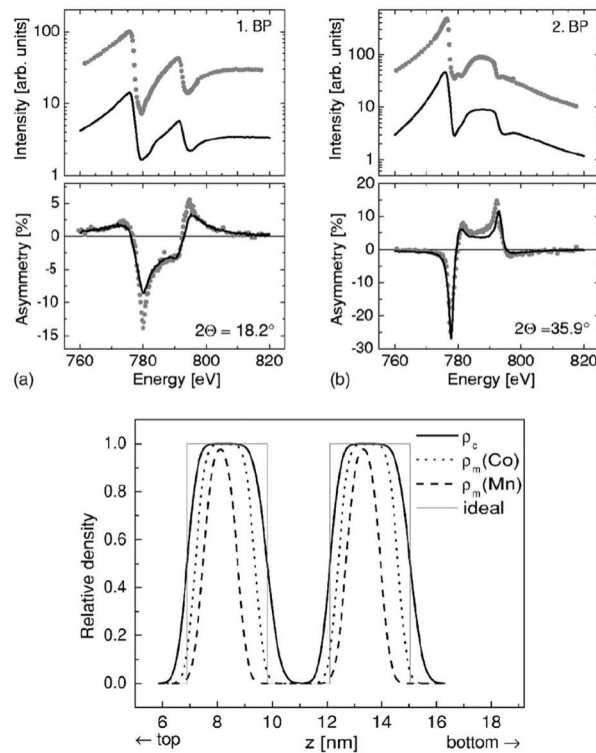 1. BP
Intensity [arb. units]
100
10
1
Asymmetry [%]
5
0
-5
-10
-15
2Θ = 18.2°
760 780 800 820
(a) Energy [eV]
2. BP
Intensity [arb. units]
100
10
1
Asymmetry [%]
20
10
0
-10
-20
-30
2Θ =35.9°
760 780 800 820
(b) Energy [eV]
Relative density
1.0
0.8
0.6
0.4
0.2
0.0
ρc
ρm(Co)
ρm(Mn)
ideal
6 8 10 12 14 16 18
← top z [nm] bottom →